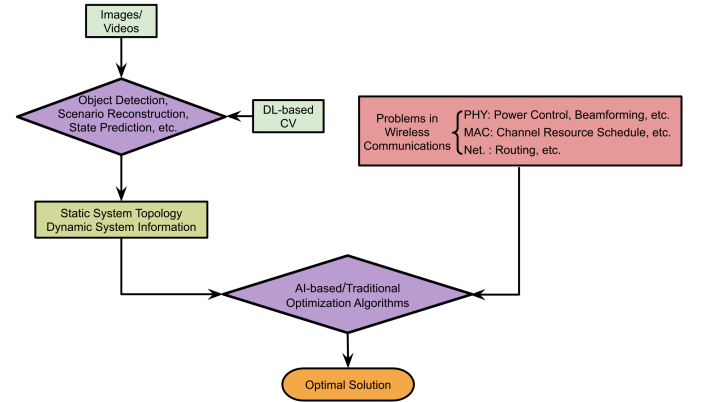 Images/
Videos
Object Detection,
Scenario Reconstruction,
State Prediction, etc.
DL-based
CV
Problems in
Wireless
Communications
PHY: Power Control, Beamforming, etc.
MAC: Channel Resource Schedule, etc.
Net. : Routing, etc.
Static System Topology
Dynamic System Information
AI-based/Traditional
Optimization Algorithms
Optimal Solution